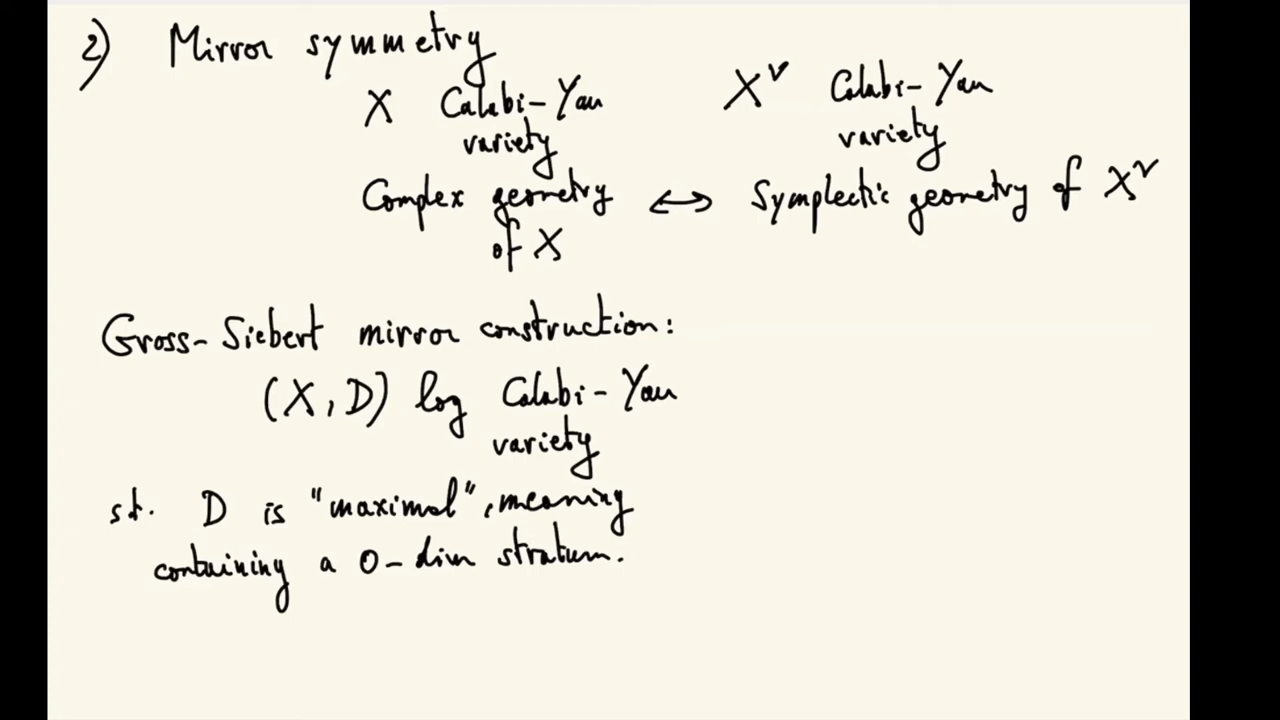 2) Mirror symmetry
X Calabi-Yau variety
X^v Calabi-Yau variety
Complex geometry of X ↔ Symplectic geometry of X^v
Gross-Siebert mirror construction:
(X, D) log Calabi-Yau
variety
st. D is "maximal", meaning
containing a 0-dim stratum.